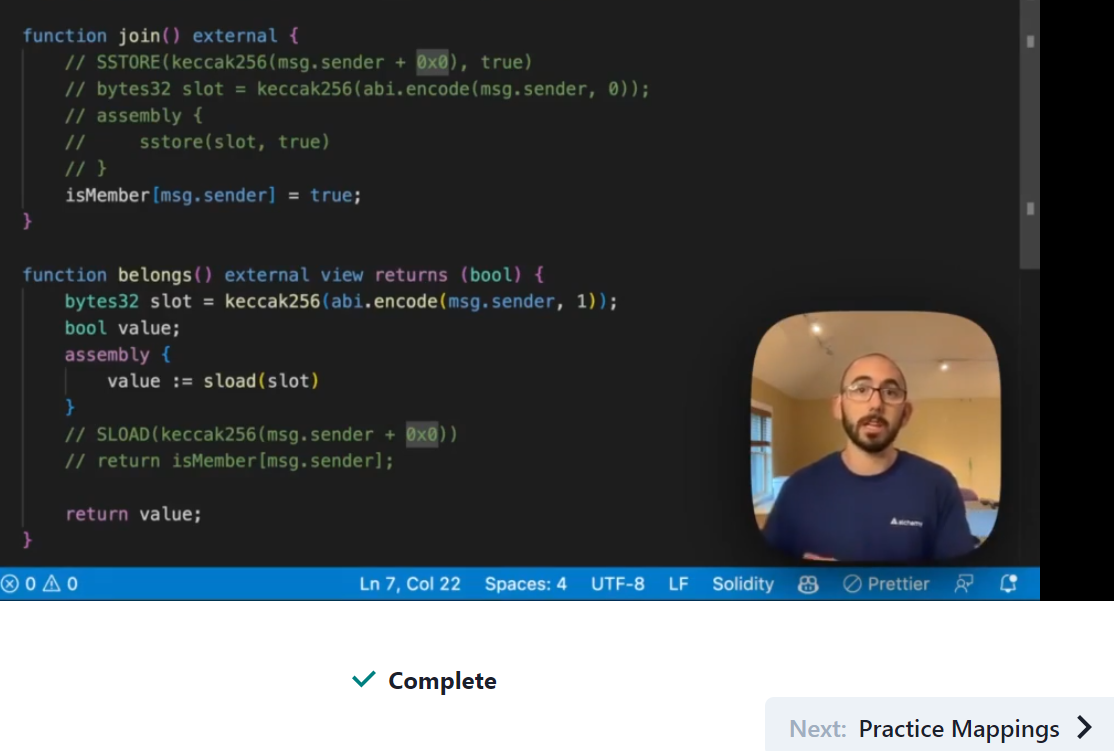 function join() external {
// SSTORE(keccak256(msg.sender + 0x0), true)
// bytes32 slot = keccak256(abi.encode(msg.sender, 0));
// assembly {
//     sstore(slot, true)
// }
isMember[msg.sender] = true;
}
function belongs() external view returns (bool) {
bytes32 slot = keccak256(abi.encode(msg.sender, 1));
bool value;
assembly {
value := sload(slot)
}
// SLOAD(keccak256(msg.sender + 0x0))
// return isMember[msg.sender];
return value;
}
alchemy
0 0 Ln 7, Col 22 Spaces: 4 UTF-8 LF Solidity Prettier
Complete
Next: Practice Mappings